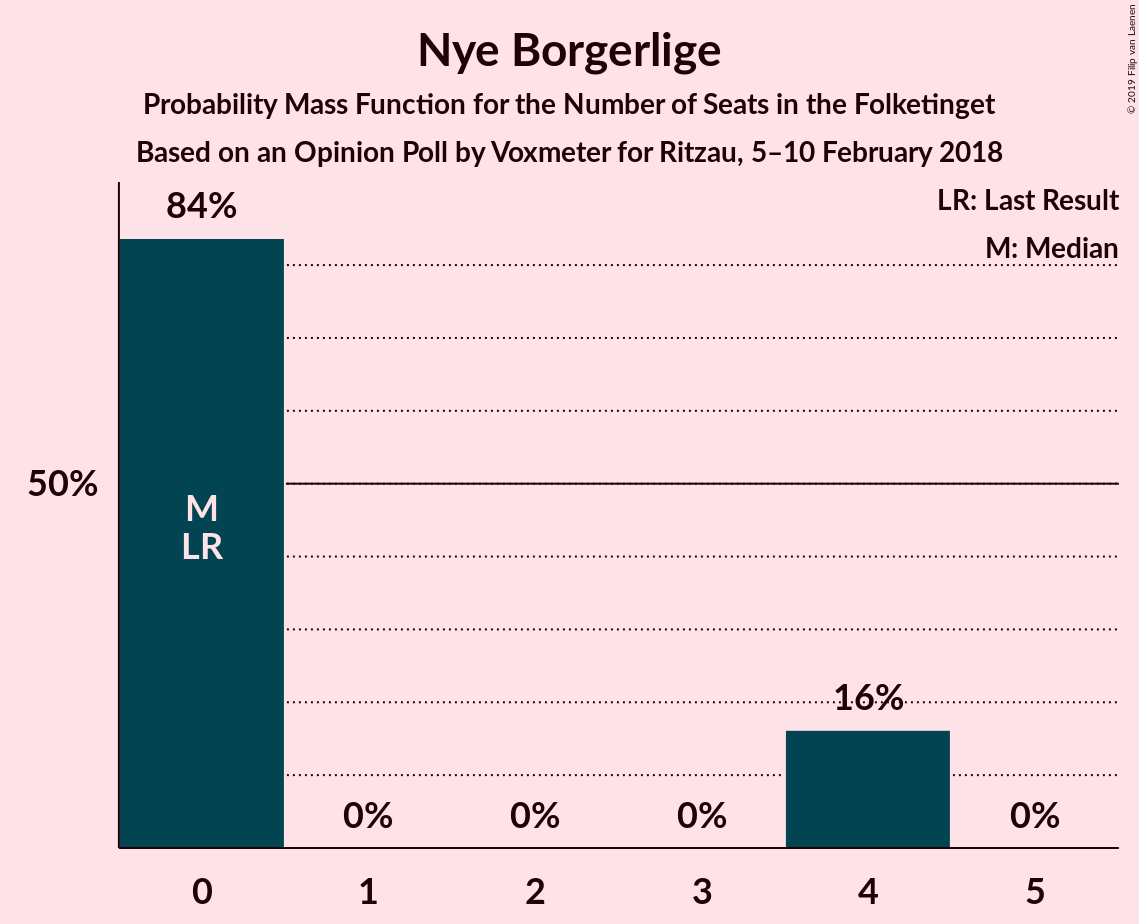 Nye Borgerlige
Probability Mass Function for the Number of Seats in the Folketinget
Based on an Opinion Poll by Voxmeter for Ritzau, 5–10 February 2018
© 2019 Filip van Laenen
LR: Last Result
M: Median
84%
50%
M
LR
16%
0%
0%
0%
0%
0
1
2
3
4
5